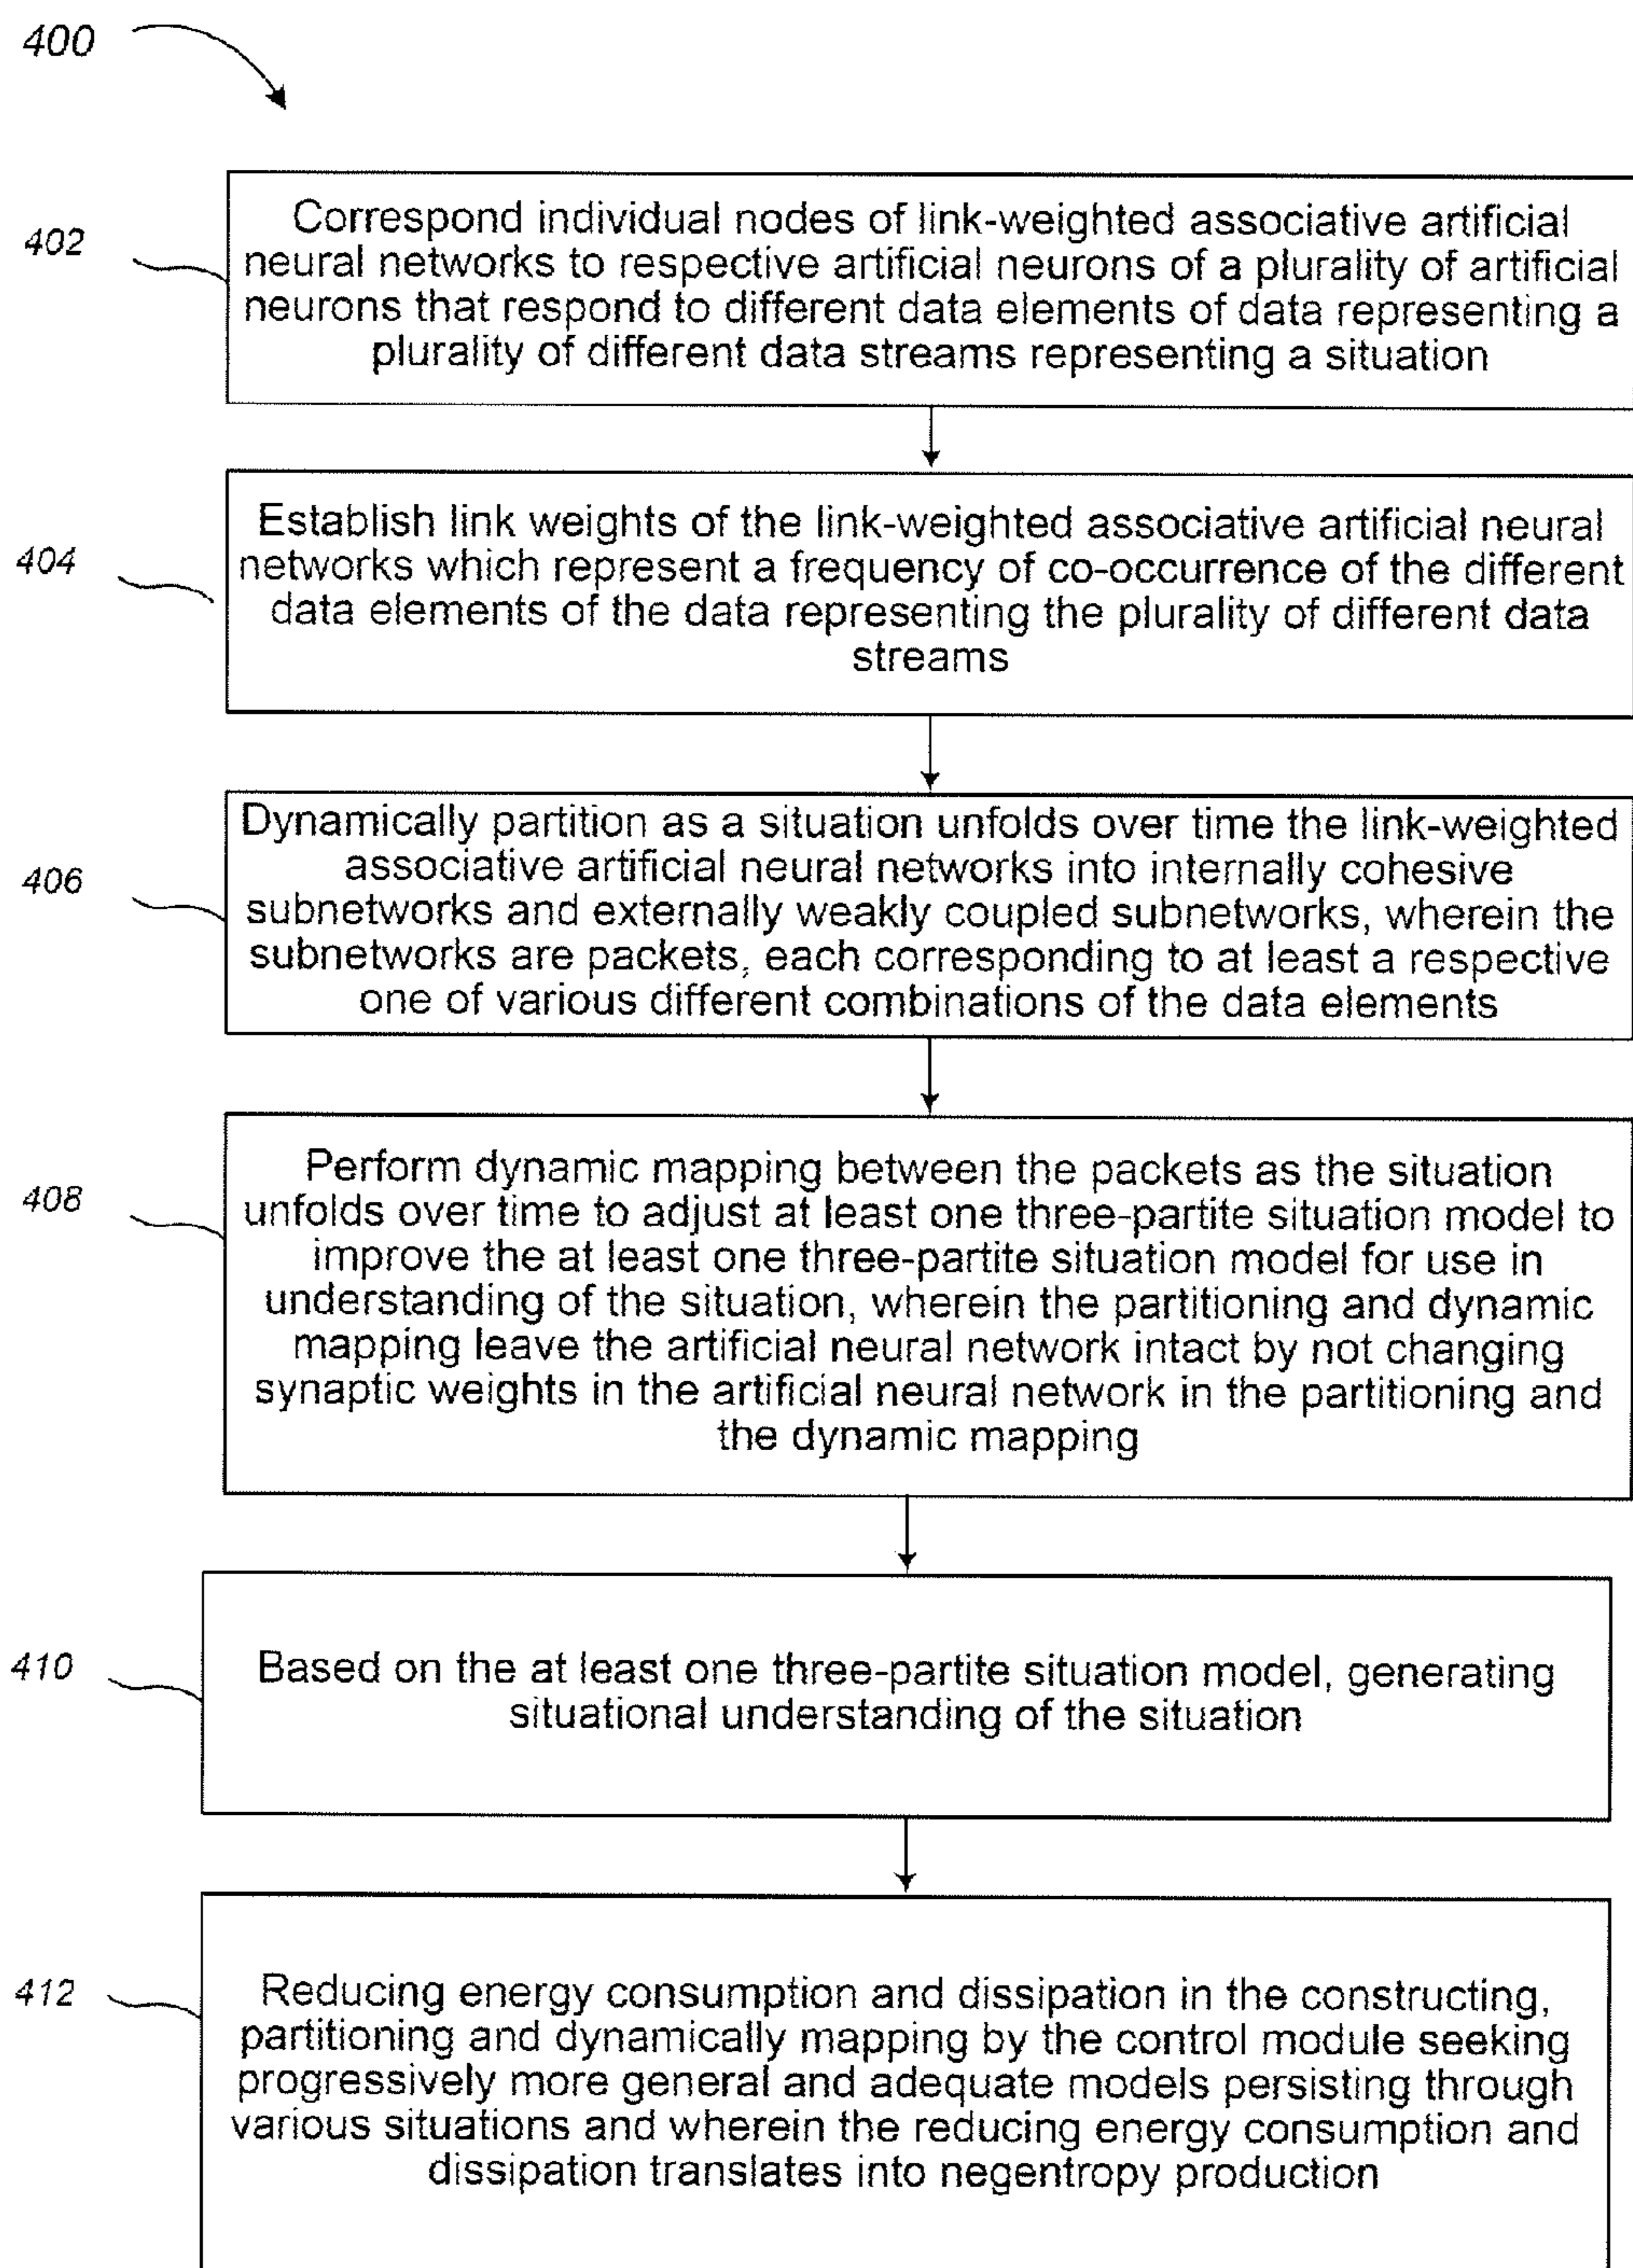 400
402
Correspond individual nodes of link-weighted associative artificial
neural networks to respective artificial neurons of a plurality of artificial
neurons that respond to different data elements of data representing a
plurality of different data streams representing a situation
404
Establish link weights of the link-weighted associative artificial neural
networks which represent a frequency of co-occurrence of the different
data elements of the data representing the plurality of different data
streams
406
Dynamically partition as a situation unfolds over time the link-weighted
associative artificial neural networks into internally cohesive
subnetworks and externally weakly coupled subnetworks, wherein the
subnetworks are packets, each corresponding to at least a respective
one of various different combinations of the data elements
408
Perform dynamic mapping between the packets as the situation
unfolds over time to adjust at least one three-partite situation model to
improve the at least one three-partite situation model for use in
understanding of the situation, wherein the partitioning and dynamic
mapping leave the artificial neural network intact by not changing
synaptic weights in the artificial neural network in the partitioning and
the dynamic mapping
410
Based on the at least one three-partite situation model, generating
situational understanding of the situation
412
Reducing energy consumption and dissipation in the constructing,
partitioning and dynamically mapping by the control module seeking
progressively more general and adequate models persisting through
various situations and wherein the reducing energy consumption and
dissipation translates into negentropy production